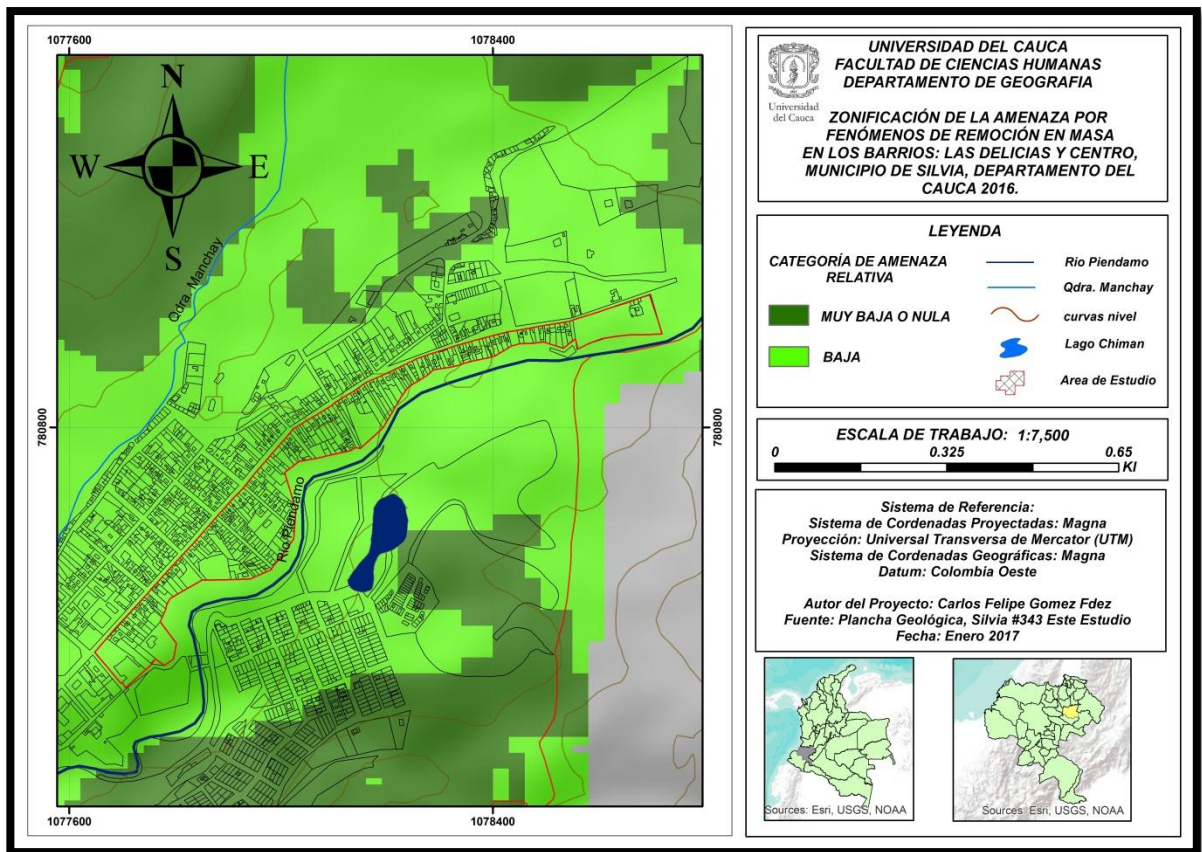 1077600
1078400
N
W
E
S
Qdra. Manchay
Rio Piendamo
780800
780800
1077600
1078400
Universidad
del Cauca
UNIVERSIDAD DEL CAUCA
FACULTAD DE CIENCIAS HUMANAS
DEPARTAMENTO DE GEOGRAFIA
ZONIFICACIÓN DE LA AMENAZA POR
FENÓMENOS DE REMOCIÓN EN MASA
EN LOS BARRIOS: LAS DELICIAS Y CENTRO,
MUNICIPIO DE SILVIA, DEPARTAMENTO DEL
CAUCA 2016.
LEYENDA
CATEGORÍA DE AMENAZA
RELATIVA
MUY BAJA O NULA
BAJA
Rio Piendamo
Qdra. Manchay
curvas nivel
Lago Chiman
Area de Estudio
ESCALA DE TRABAJO: 1:7,500
0 0.325 0.65
Kl
Sistema de Referencia:
Sistema de Cordenadas Proyectadas: Magna
Proyección: Universal Transversa de Mercator (UTM)
Sistema de Cordenadas Geográficas: Magna
Datum: Colombia Oeste
Autor del Proyecto: Carlos Felipe Gomez Fdez
Fuente: Plancha Geológica, Silvia #343 Este Estudio
Fecha: Enero 2017
Sources: Esri, USGS, NOAA
Sources: Esri, USGS, NOAA